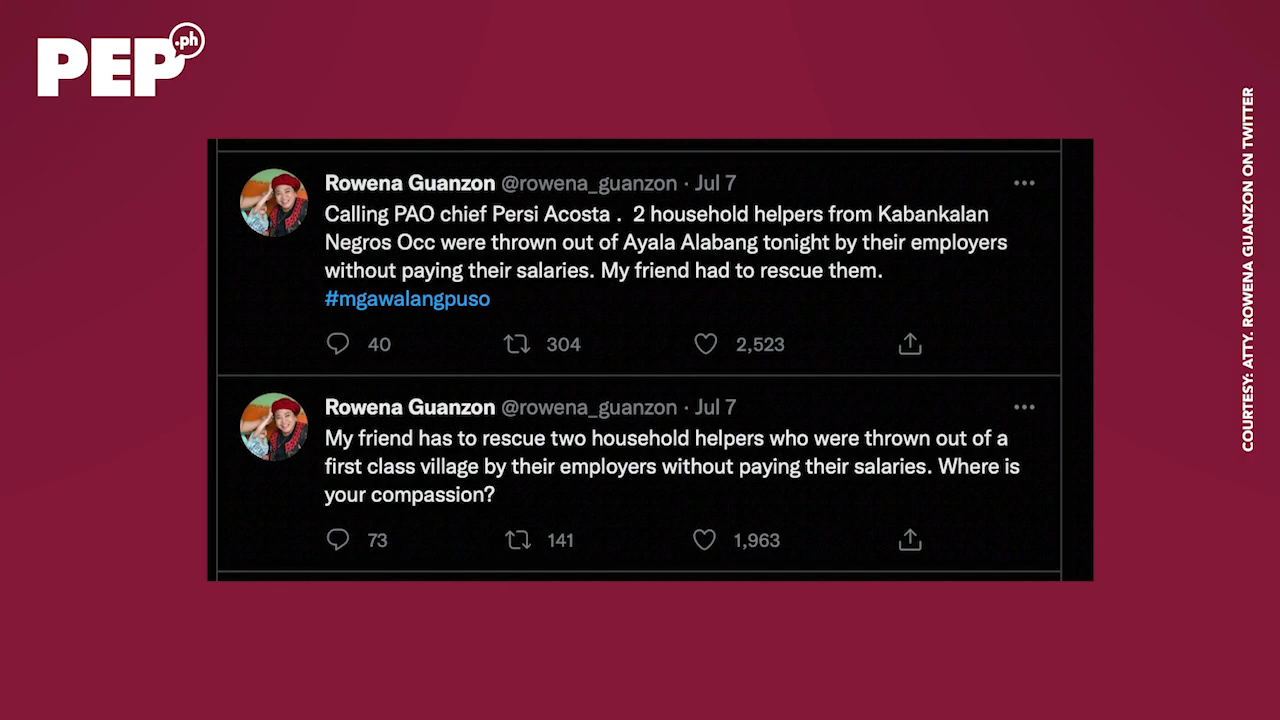 PEP.ph
Rowena Guanzon @rowena_guanzon · Jul 7
Calling PAO chief Persi Acosta . 2 household helpers from Kabankalan
Negros Occ were thrown out of Ayala Alabang tonight by their employers
without paying their salaries. My friend had to rescue them.
#mgawalangpuso
40 304 2,523
Rowena Guanzon @rowena_guanzon · Jul 7
My friend has to rescue two household helpers who were thrown out of a
first class village by their employers without paying their salaries. Where is
your compassion?
73 141 1,963
COURTESY: ATTY. ROWENA GUANZON ON TWITTER